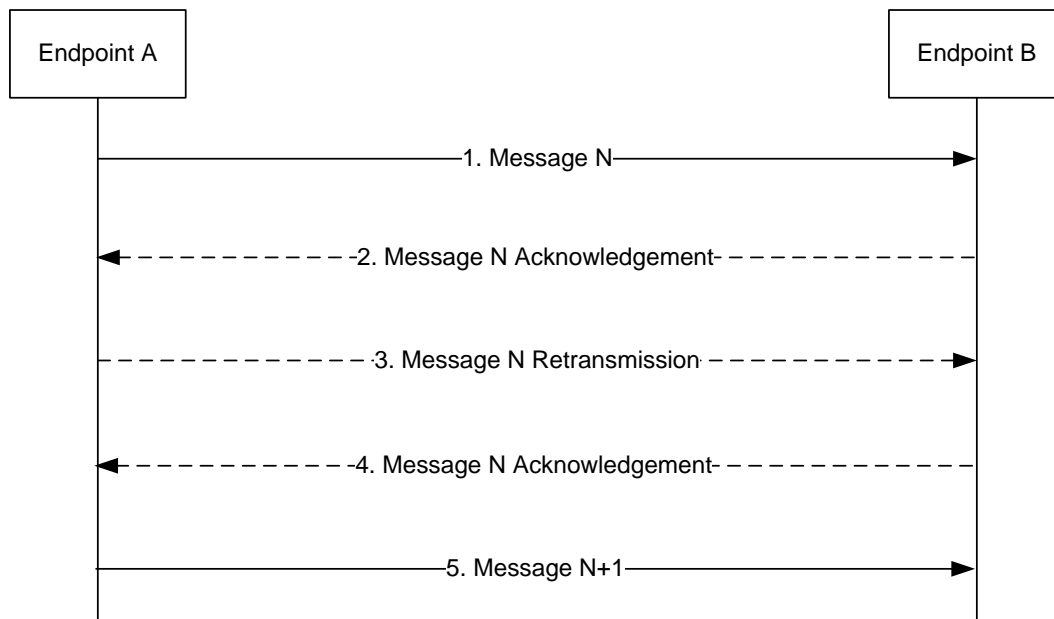 Endpoint A
Endpoint B
1. Message N
2. Message N Acknowledgement
3. Message N Retransmission
4. Message N Acknowledgement
5. Message N+1